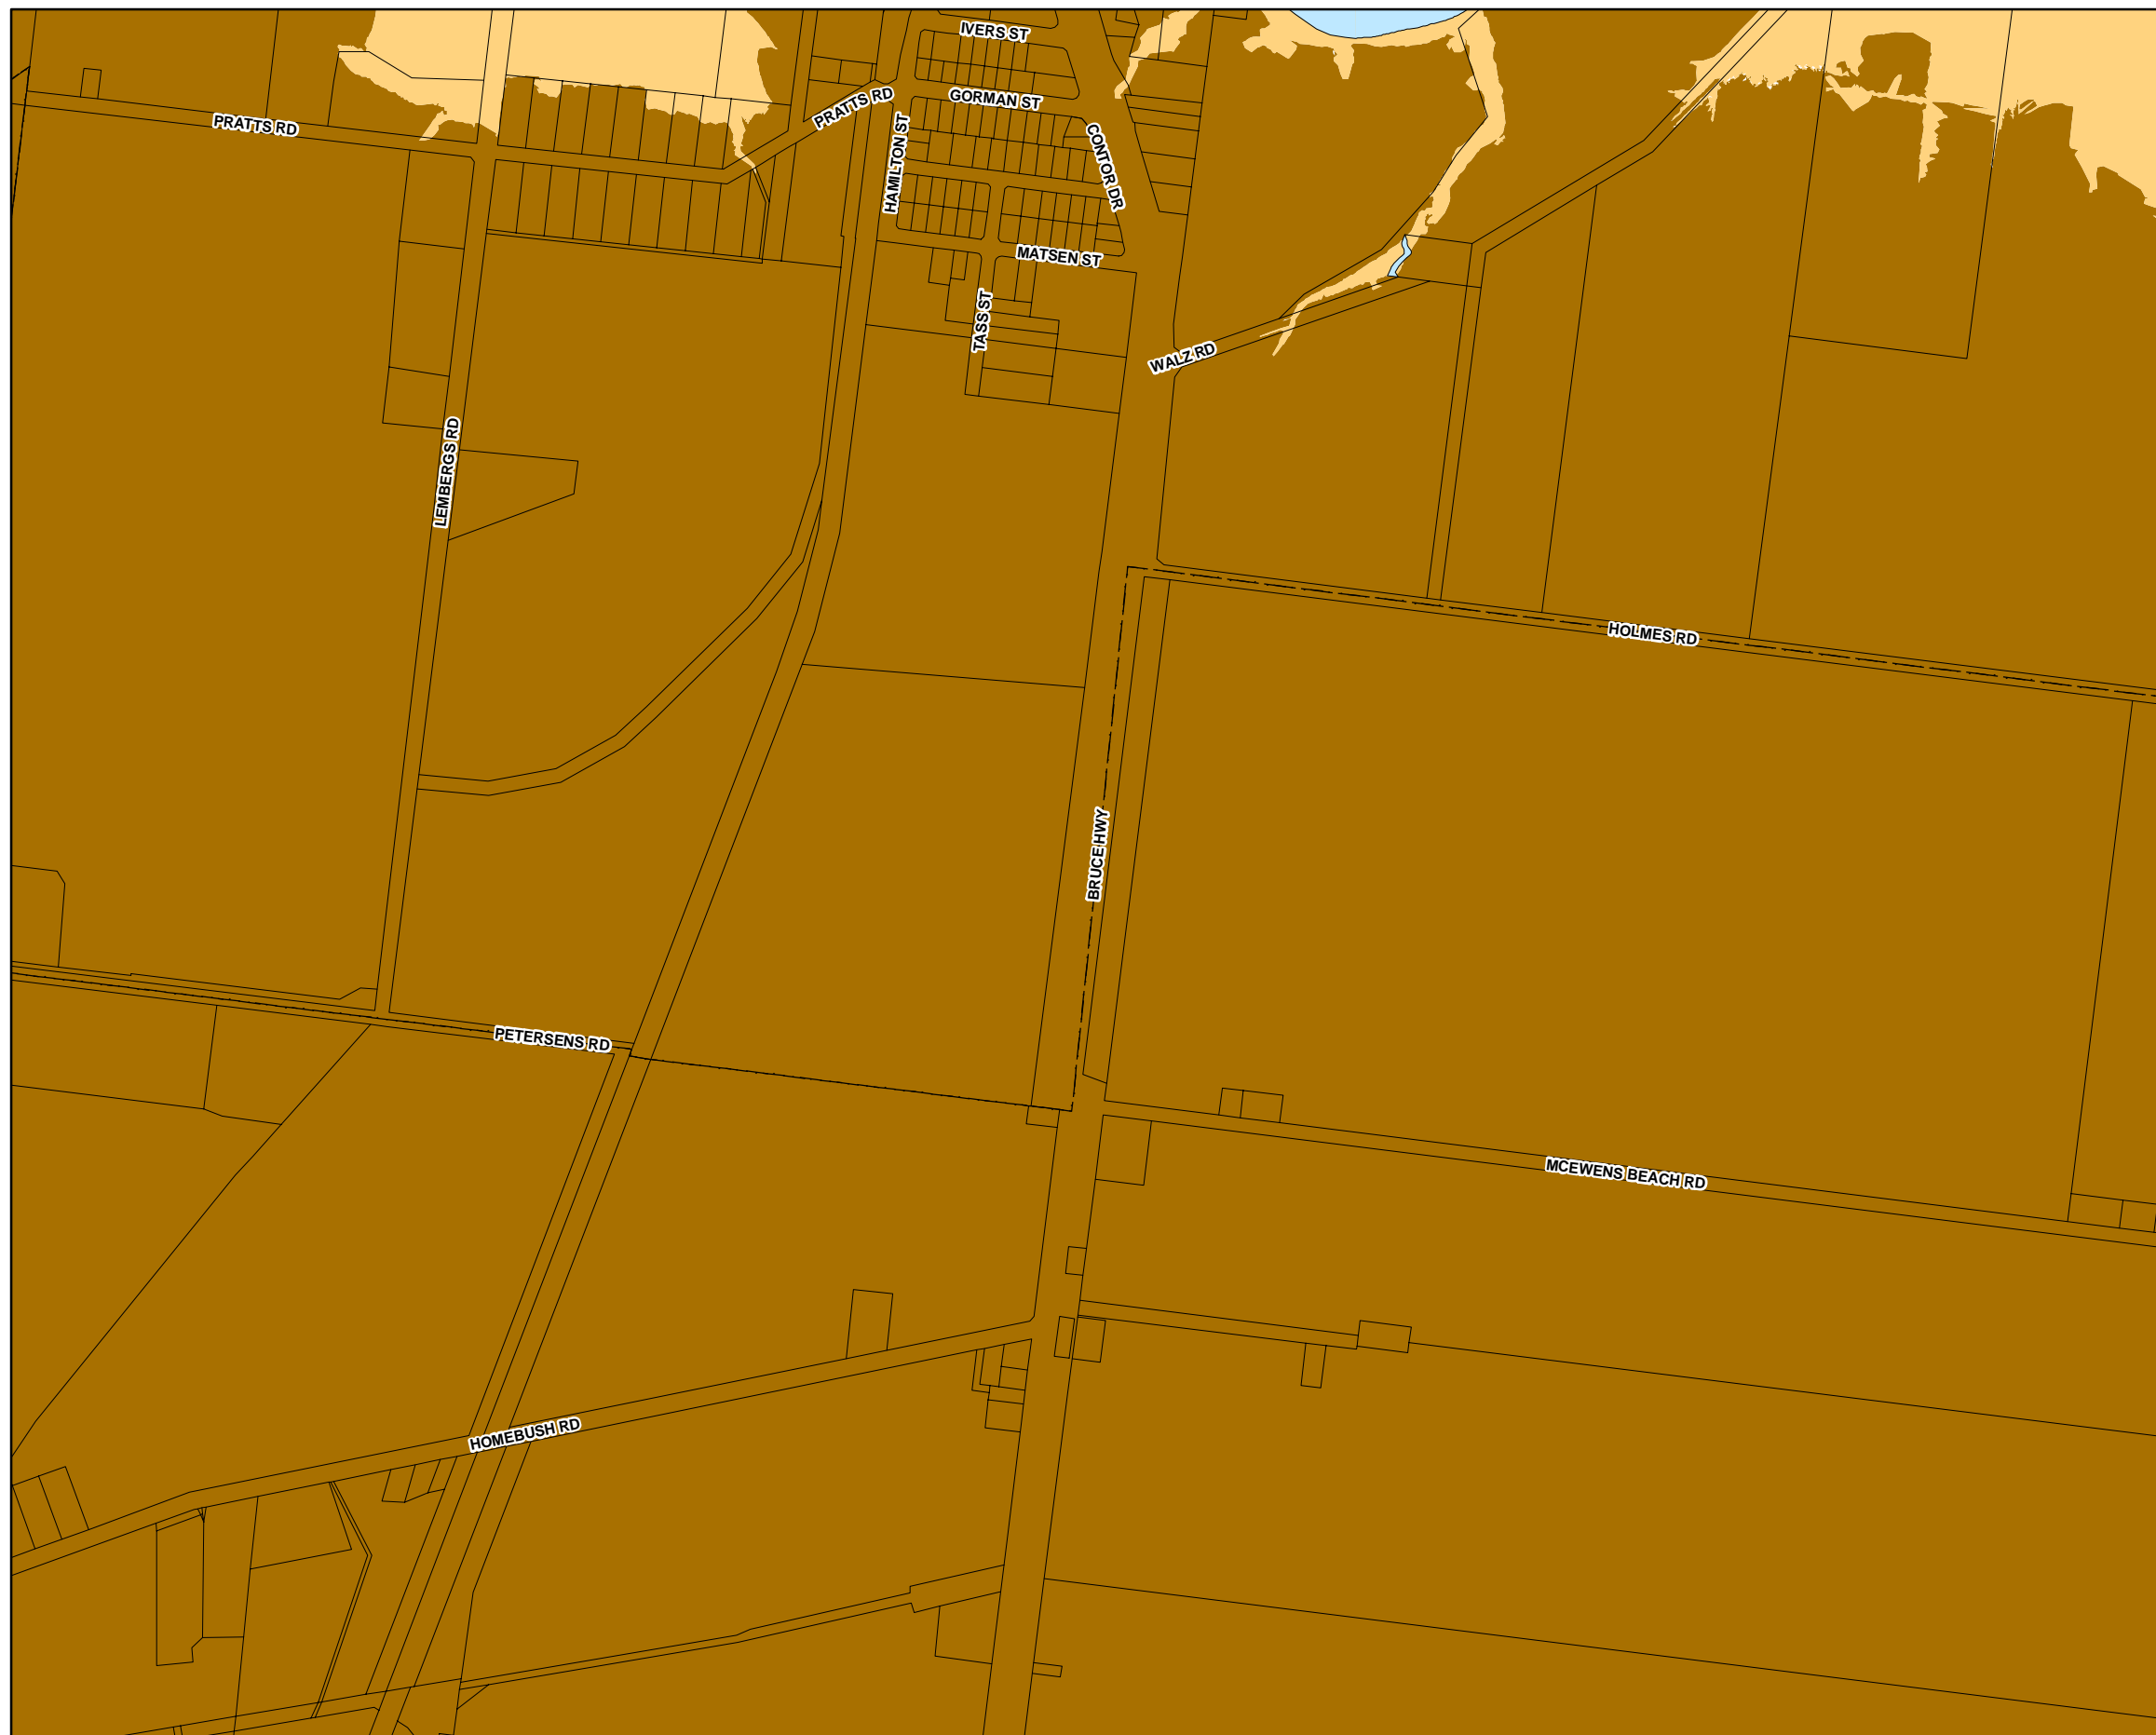 IVERS ST
GORMAN ST
PRATTS RD
PRATTS RD
HAMILTON ST
CONTOR DR
MATSEN ST
TASS ST
WALZ RD
LEMBERGS RD
HOLMES RD
BRUCE HWY
PETERSENS RD
MCEWENS BEACH RD
HOMEBUSH RD